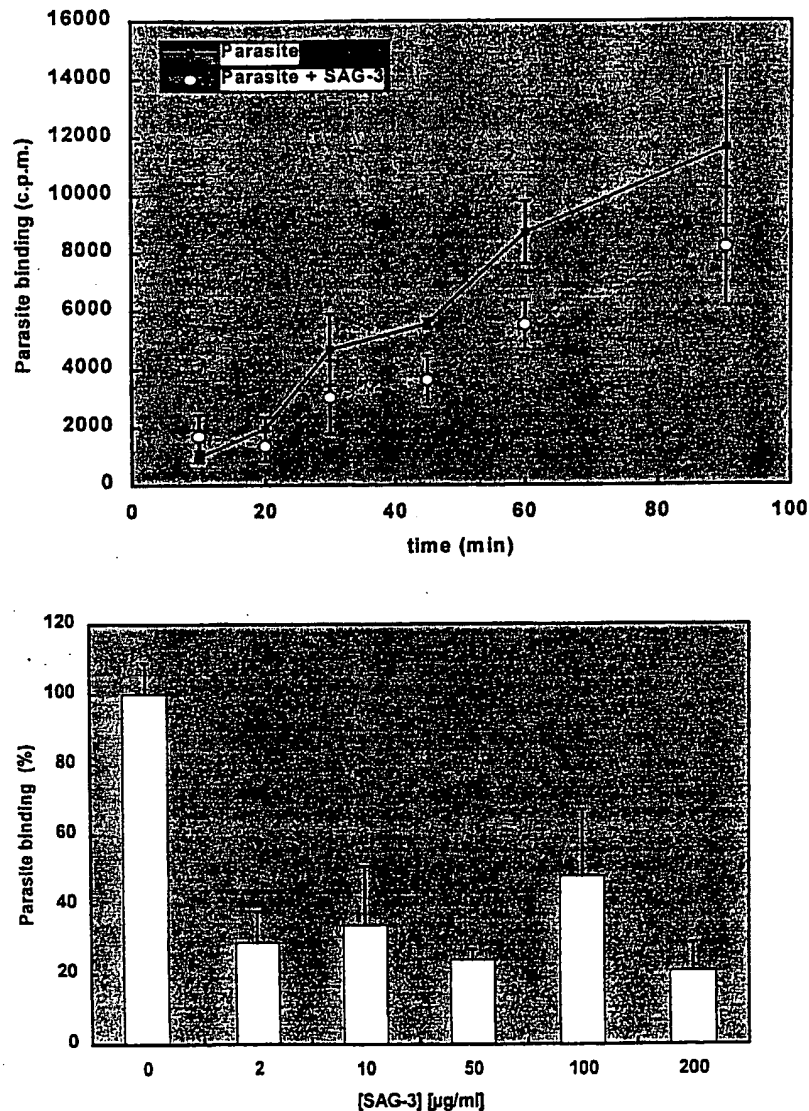 16000
14000
12000
10000
8000
6000
4000
2000
0
Parasite binding (c.p.m.)
Parasite
Parasite + SAG-3
0 20 40 60 80 100
time (min)
120
100
80
60
40
20
0
Parasite binding (%)
0 2 10 50 100 200
[SAG-3] [µg/ml]